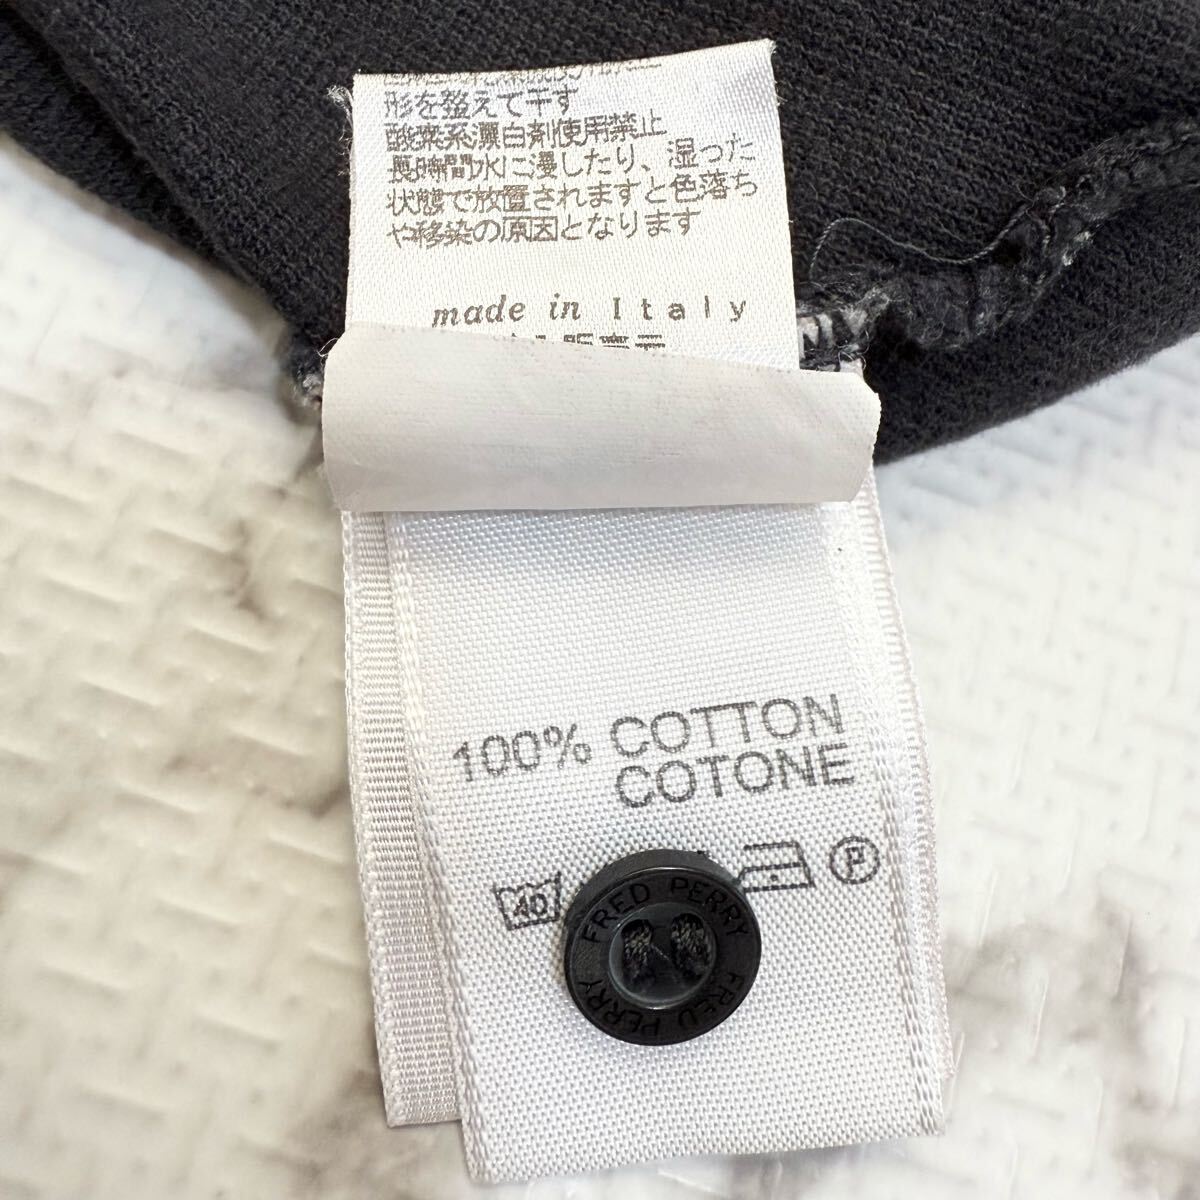 形を整えて干す
酸素系漂白剤使用禁止
長時間水に浸したり、湿った
状態で放置されますと色落ち
や移染の原因となります
made in Italy
100% COTTON
COTONE
40
P
FRED PERRY
FRED PERRY